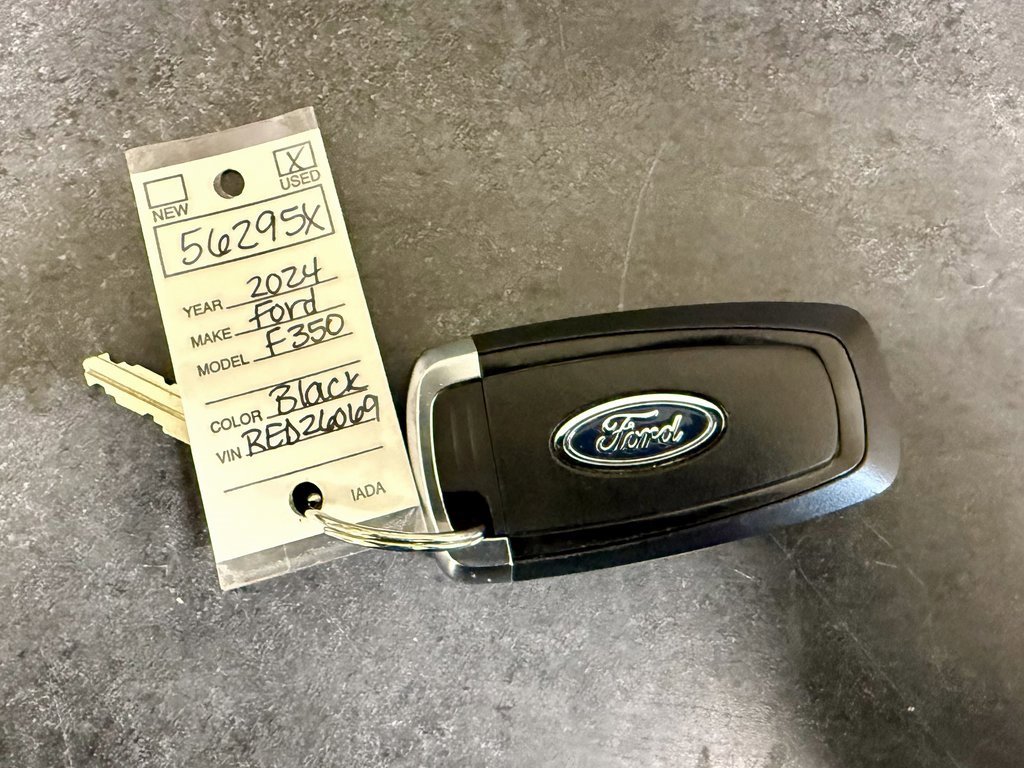 X
NEW USED
56295X
YEAR 2024
MAKE Ford
MODEL F350
COLOR Black
VIN RED26069
IADA
Ford